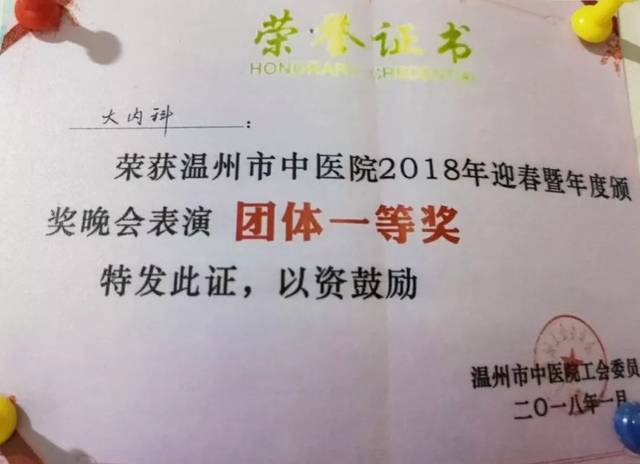 荣誉证书
HONORARY CREDENTIAL
大内科：
荣获温州市中医院2018年迎春暨年度颁
奖晚会表演 团体一等奖
特发此证，以资鼓励
温州市中医院工会委员
二〇一八年一月